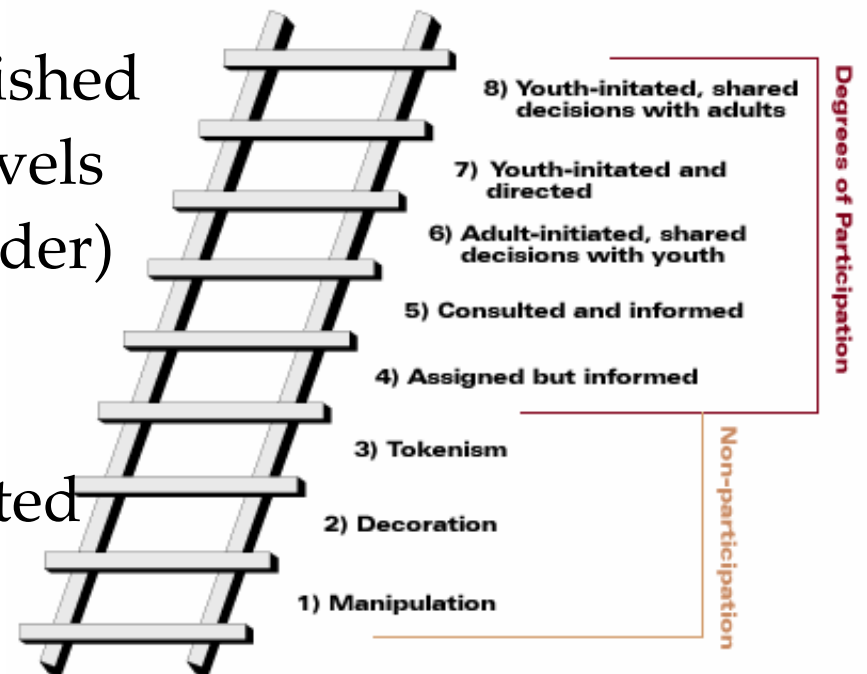 ished
vels
der)
ted
8) Youth-initated, shared
decisions with adults
7) Youth-initated and
directed
6) Adult-initiated, shared
decisions with youth
5) Consulted and informed
4) Assigned but informed
3) Tokenism
2) Decoration
1) Manipulation
Degrees of Participation
Non-participation